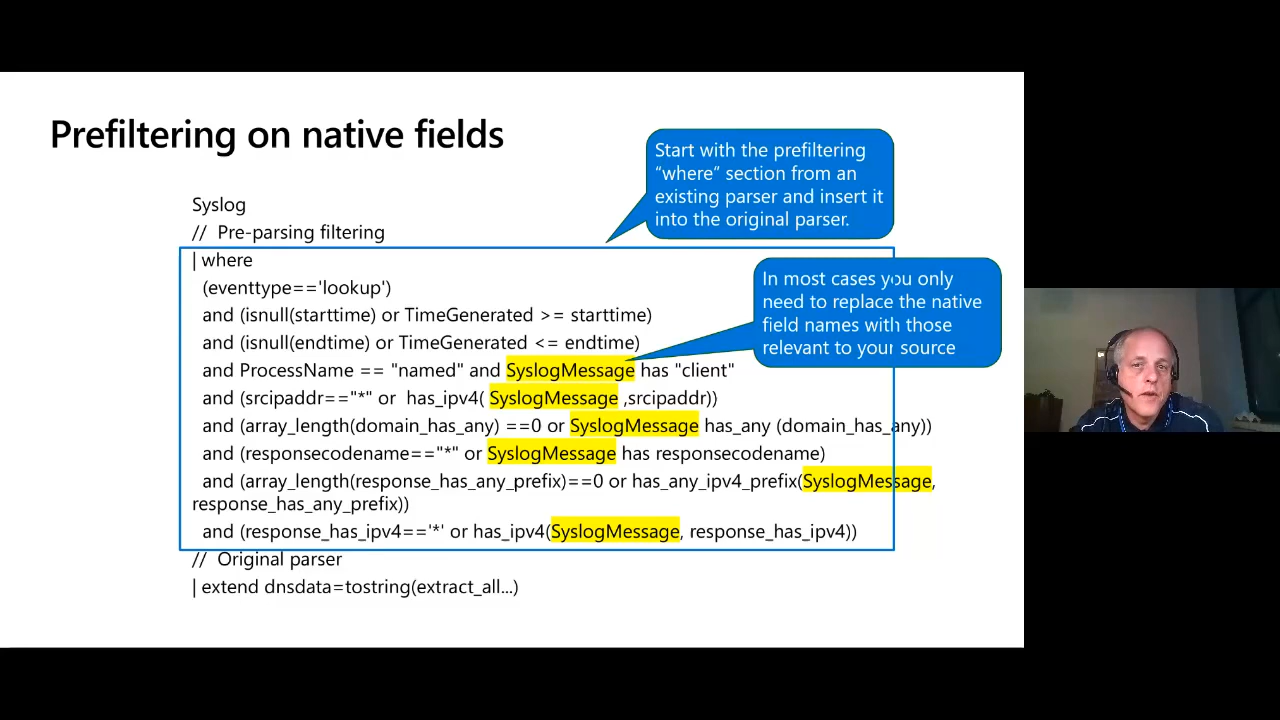 Prefiltering on native fields
Start with the prefiltering
“where” section from an
existing parser and insert it
into the original parser.
Syslog
// Pre-parsing filtering
| where
(eventtype=='lookup')
and (isnull(starttime) or TimeGenerated >= starttime)
and (isnull(endtime) or TimeGenerated <= endtime)
and ProcessName == "named" and SyslogMessage has "client"
and (srcipaddr=="*" or has_ipv4( SyslogMessage ,srcipaddr))
and (array_length(domain_has_any) ==0 or SyslogMessage has_any (domain_has_any))
and (responsecodename=="*" or SyslogMessage has responsecodename)
and (array_length(response_has_any_prefix)==0 or has_any_ipv4_prefix(SyslogMessage,
response_has_any_prefix))
and (response_has_ipv4=='*' or has_ipv4(SyslogMessage, response_has_ipv4))
// Original parser
| extend dnsdata=tostring(extract_all...)
In most cases you only
need to replace the native
field names with those
relevant to your source